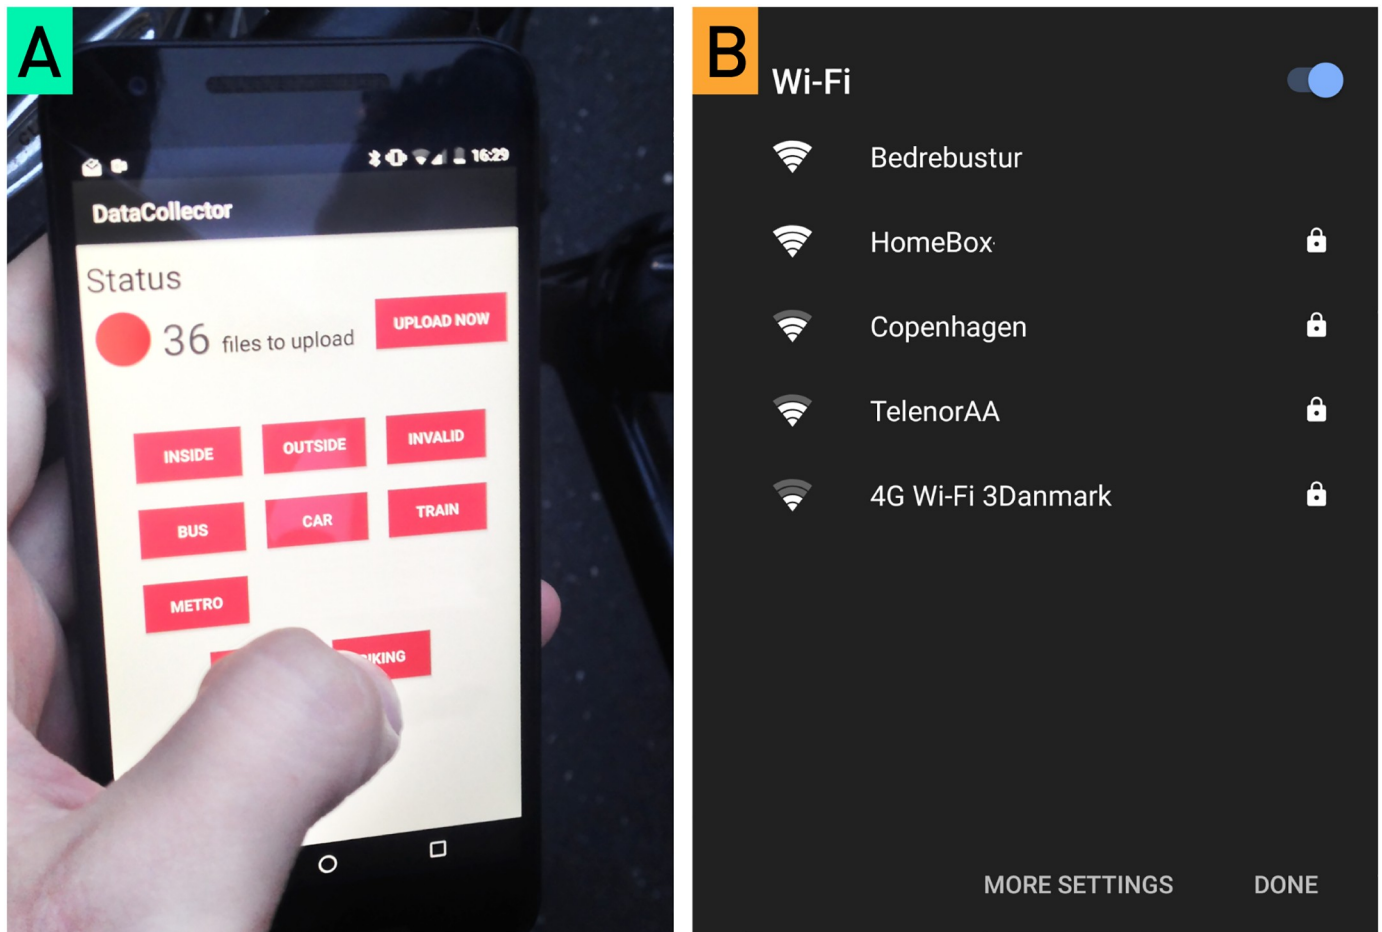 A
16:29
DataCollector
Status
36 files to upload
UPLOAD NOW
INSIDE OUTSIDE INVALID
BUS CAR TRAIN
METRO
B
Wi-Fi
Bedrebustur
HomeBox
Copenhagen
TelenorAA
4G Wi-Fi 3Danmark
MORE SETTINGS DONE